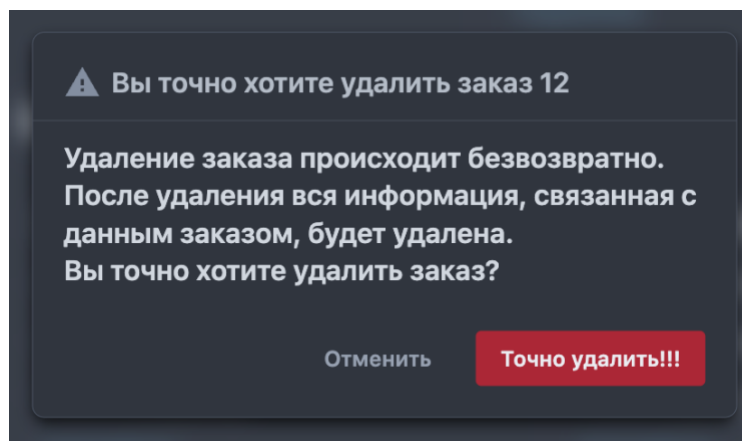 Вы точно хотите удалить заказ 12
Удаление заказа происходит безвозвратно.
После удаления вся информация, связанная с
данным заказом, будет удалена.
Вы точно хотите удалить заказ?
Отменить
Точно удалить!!!